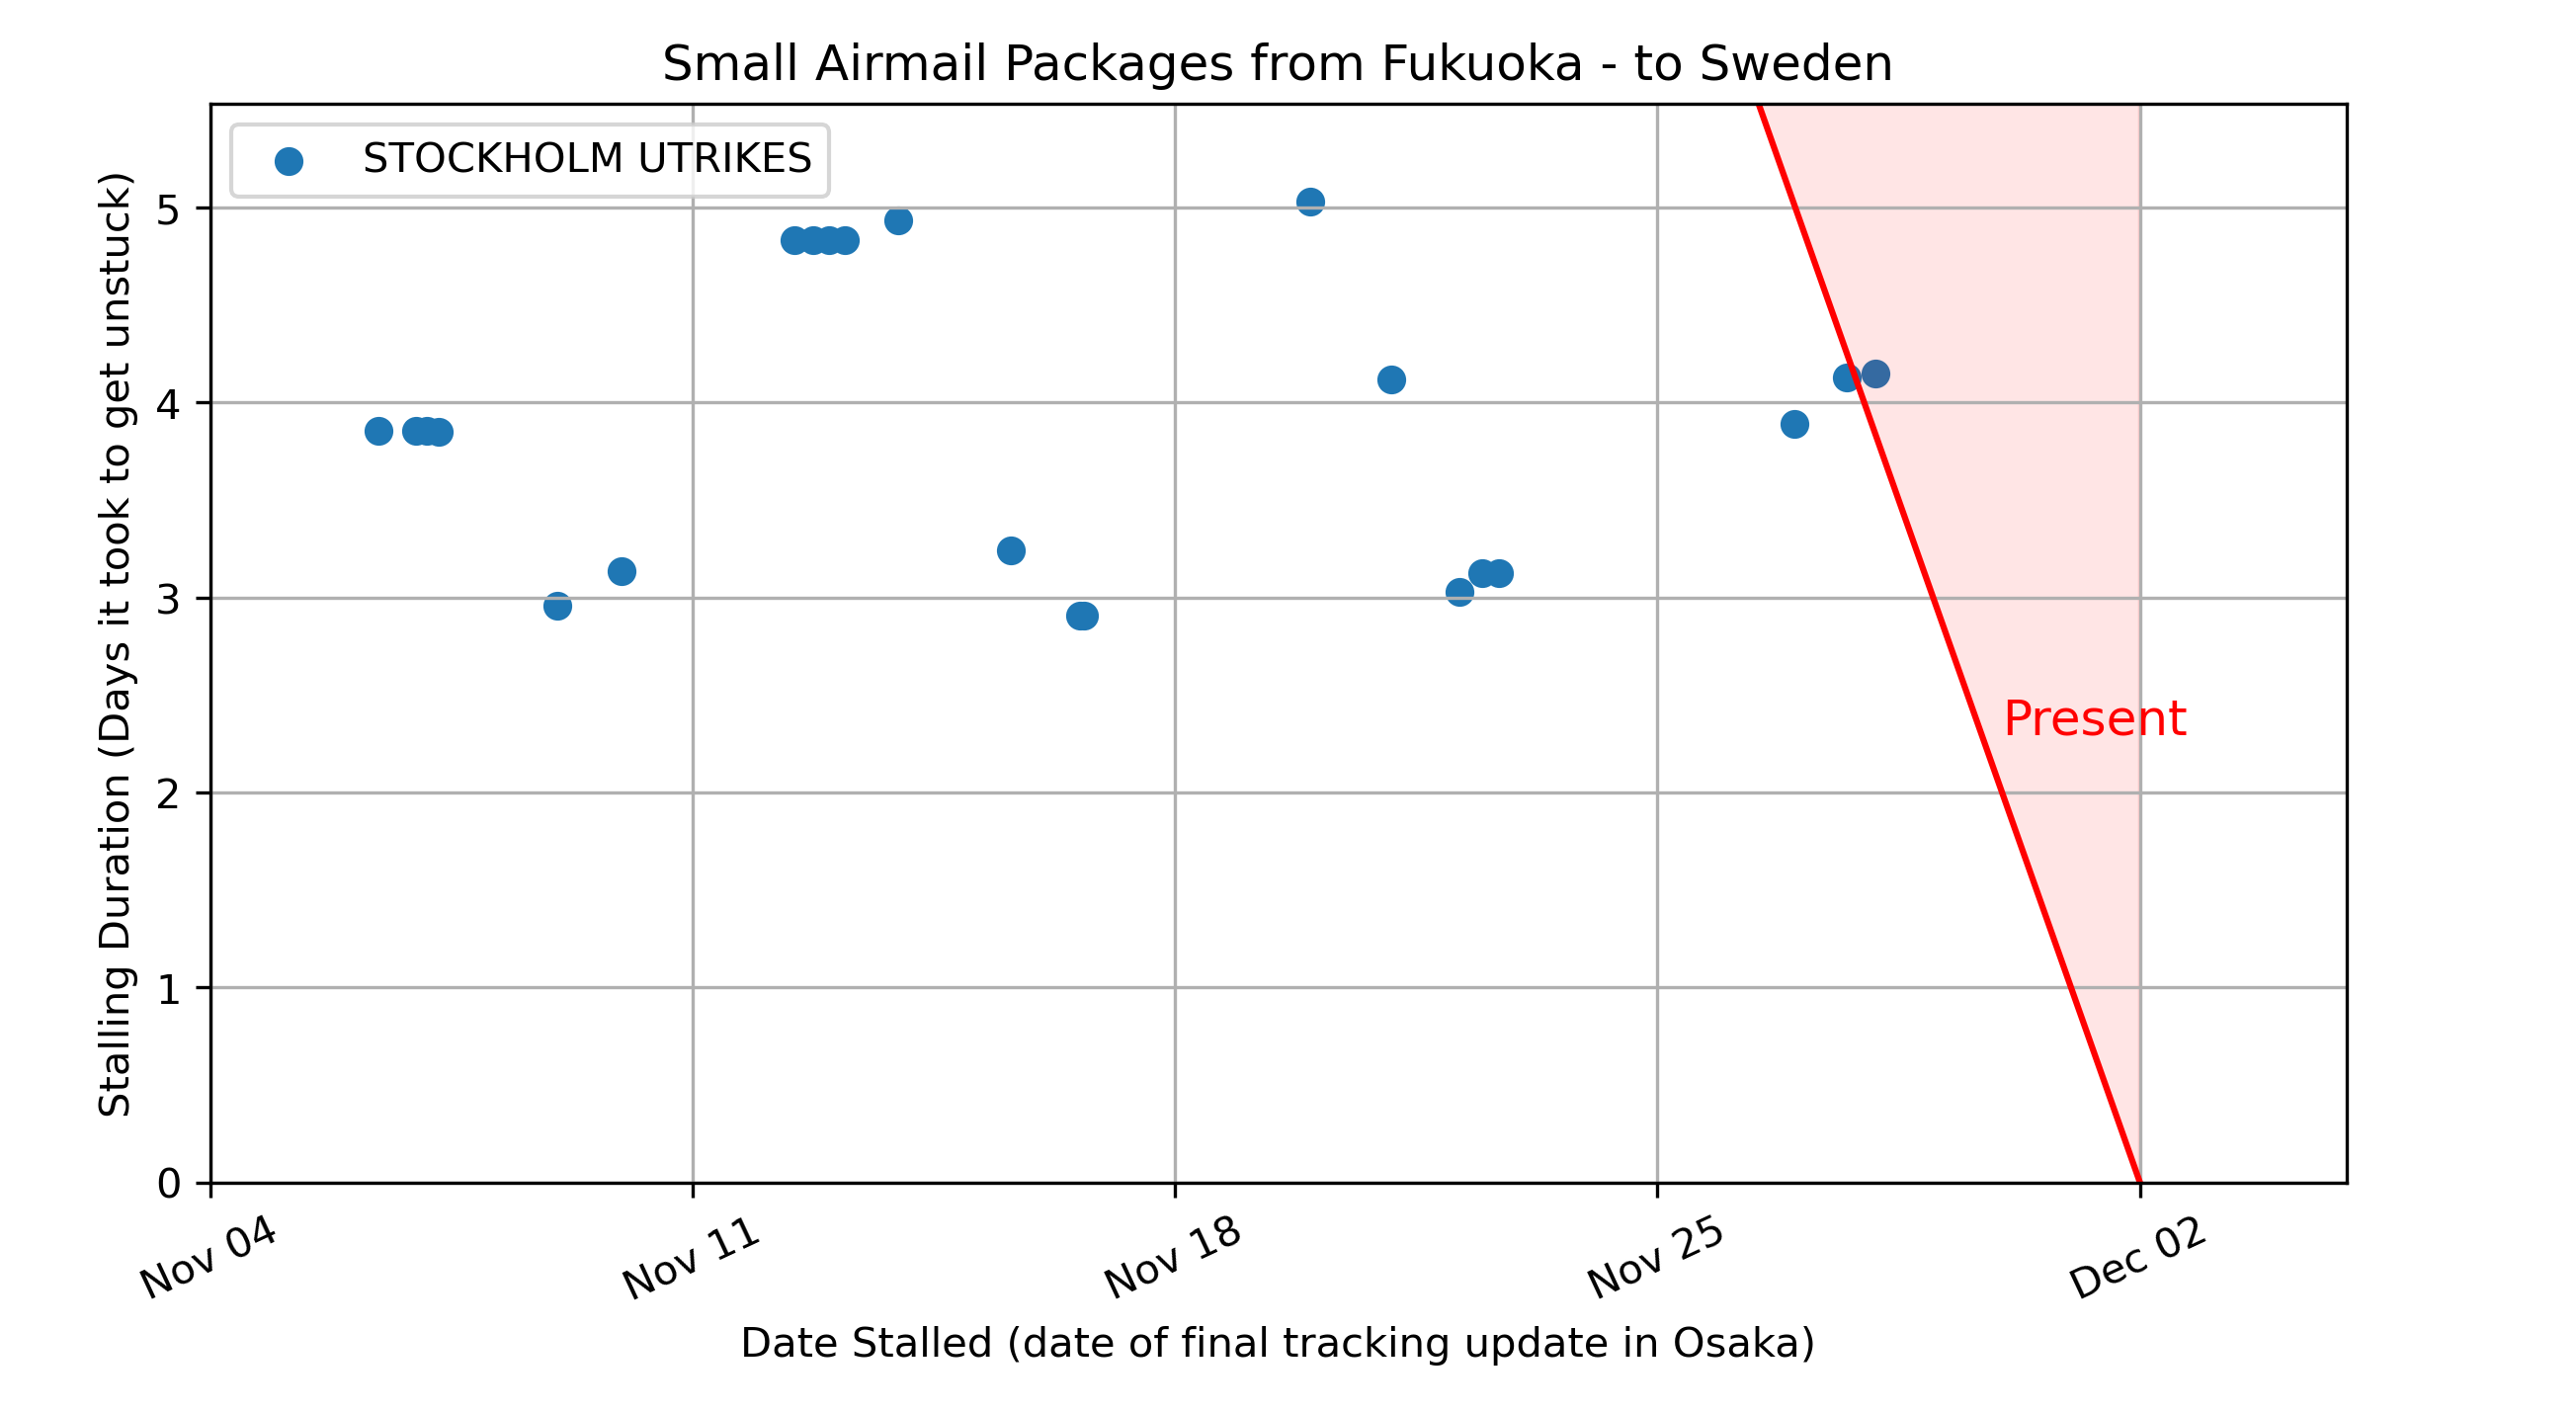 Small Airmail Packages from Fukuoka - to Sweden
STOCKHOLM UTRIKES
Stalling Duration (Days it took to get unstuck)
5
4
3
2
1
0
Present
Nov 04
Nov 11
Nov 18
Nov 25
Dec 02
Date Stalled (date of final tracking update in Osaka)